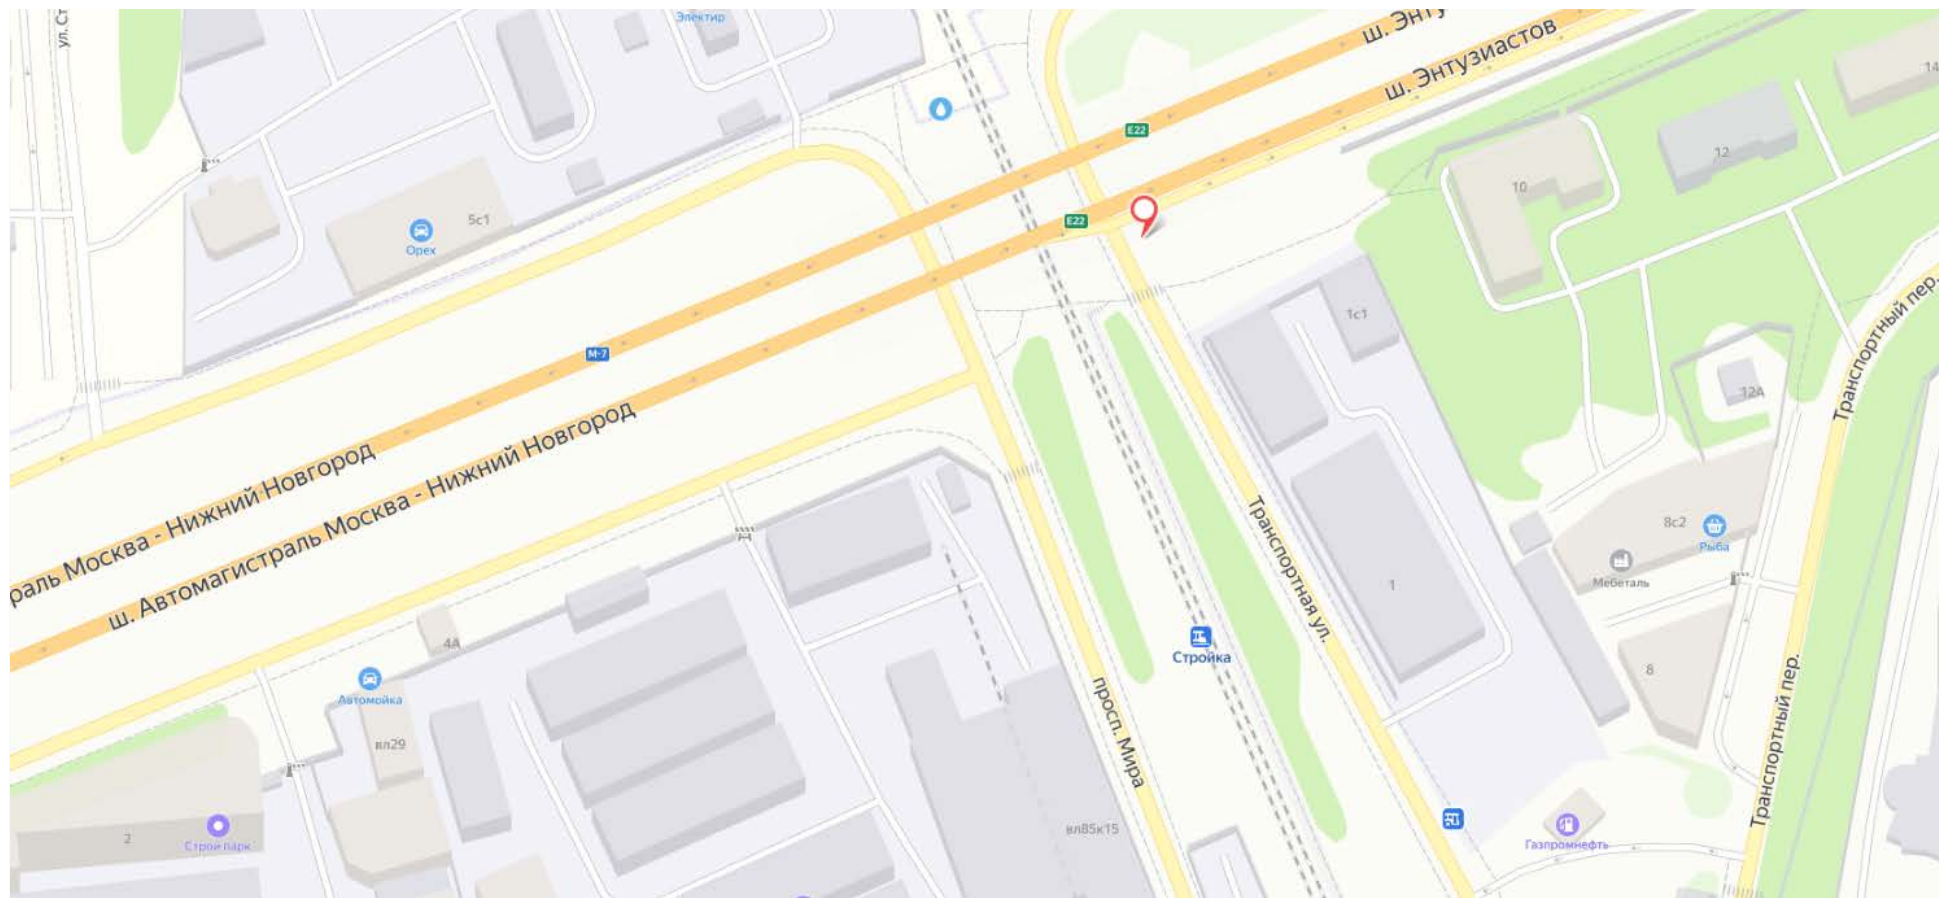 Электир
ш. Энту
ш. Энтузиастов
ул. Ст
14
E22
12
10
5с1
E22
Орех
1с1
М-7
Транспортный пер.
12А
раль Москва - Нижний Новгород
ш. Автомагистраль Москва - Нижний Новгород
Транспортная ул.
8с2
Рыба
Мебеталь
1
4А
Стройка
8
Автомойка
просп. Мира
вл29
Транспортный пер.
2
Строй парк
вл85к15
Газпромнефть